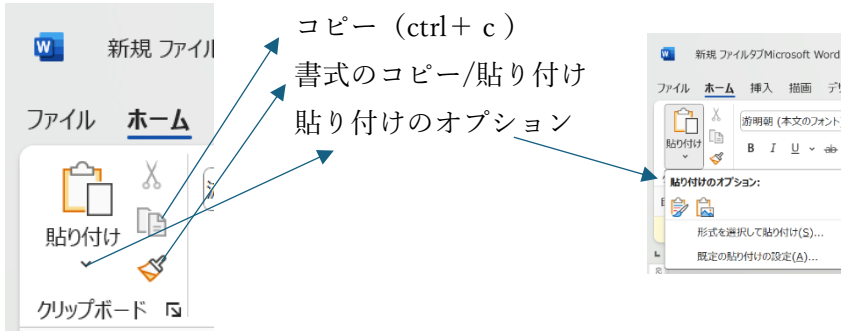 新規 ファイル
ファイル ホーム
貼り付け
クリップボード
コピー（ctrl＋ｃ）
書式のコピー/貼り付け
貼り付けのオプション
新規 ファイルタブMicrosoft Word
ファイル ホーム 挿入 描画
貼り付け
游明朝 (本文のフォント)
B I U ab
貼り付けのオプション:
形式を選択して貼り付け(S)...
既定の貼り付けの設定(A)...